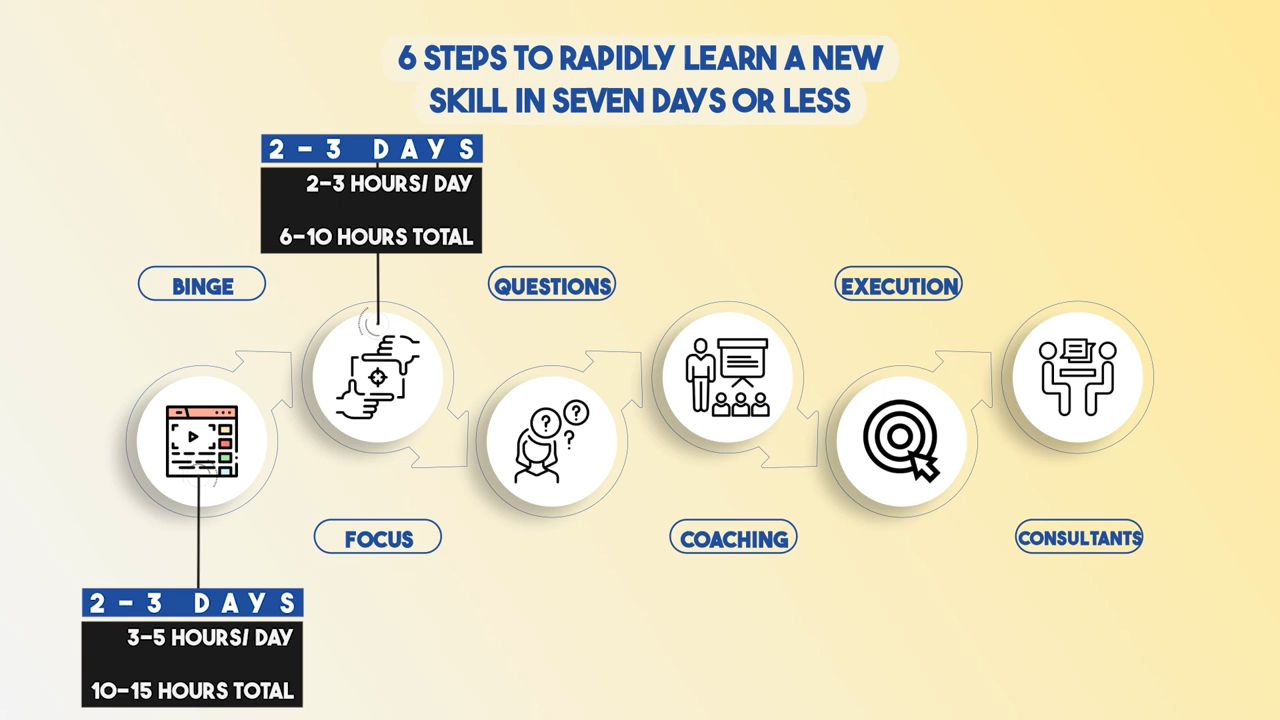 6 STEPS TO RAPIDLY LEARN A NEW
SKILL IN SEVEN DAYS OR LESS
2-3 DAYS
2-3 HOURS/ DAY
6-10 HOURS TOTAL
BINGE
QUESTIONS
EXECUTION
FOCUS
COACHING
CONSULTANTS
2-3 DAYS
3-5 HOURS/ DAY
10-15 HOURS TOTAL